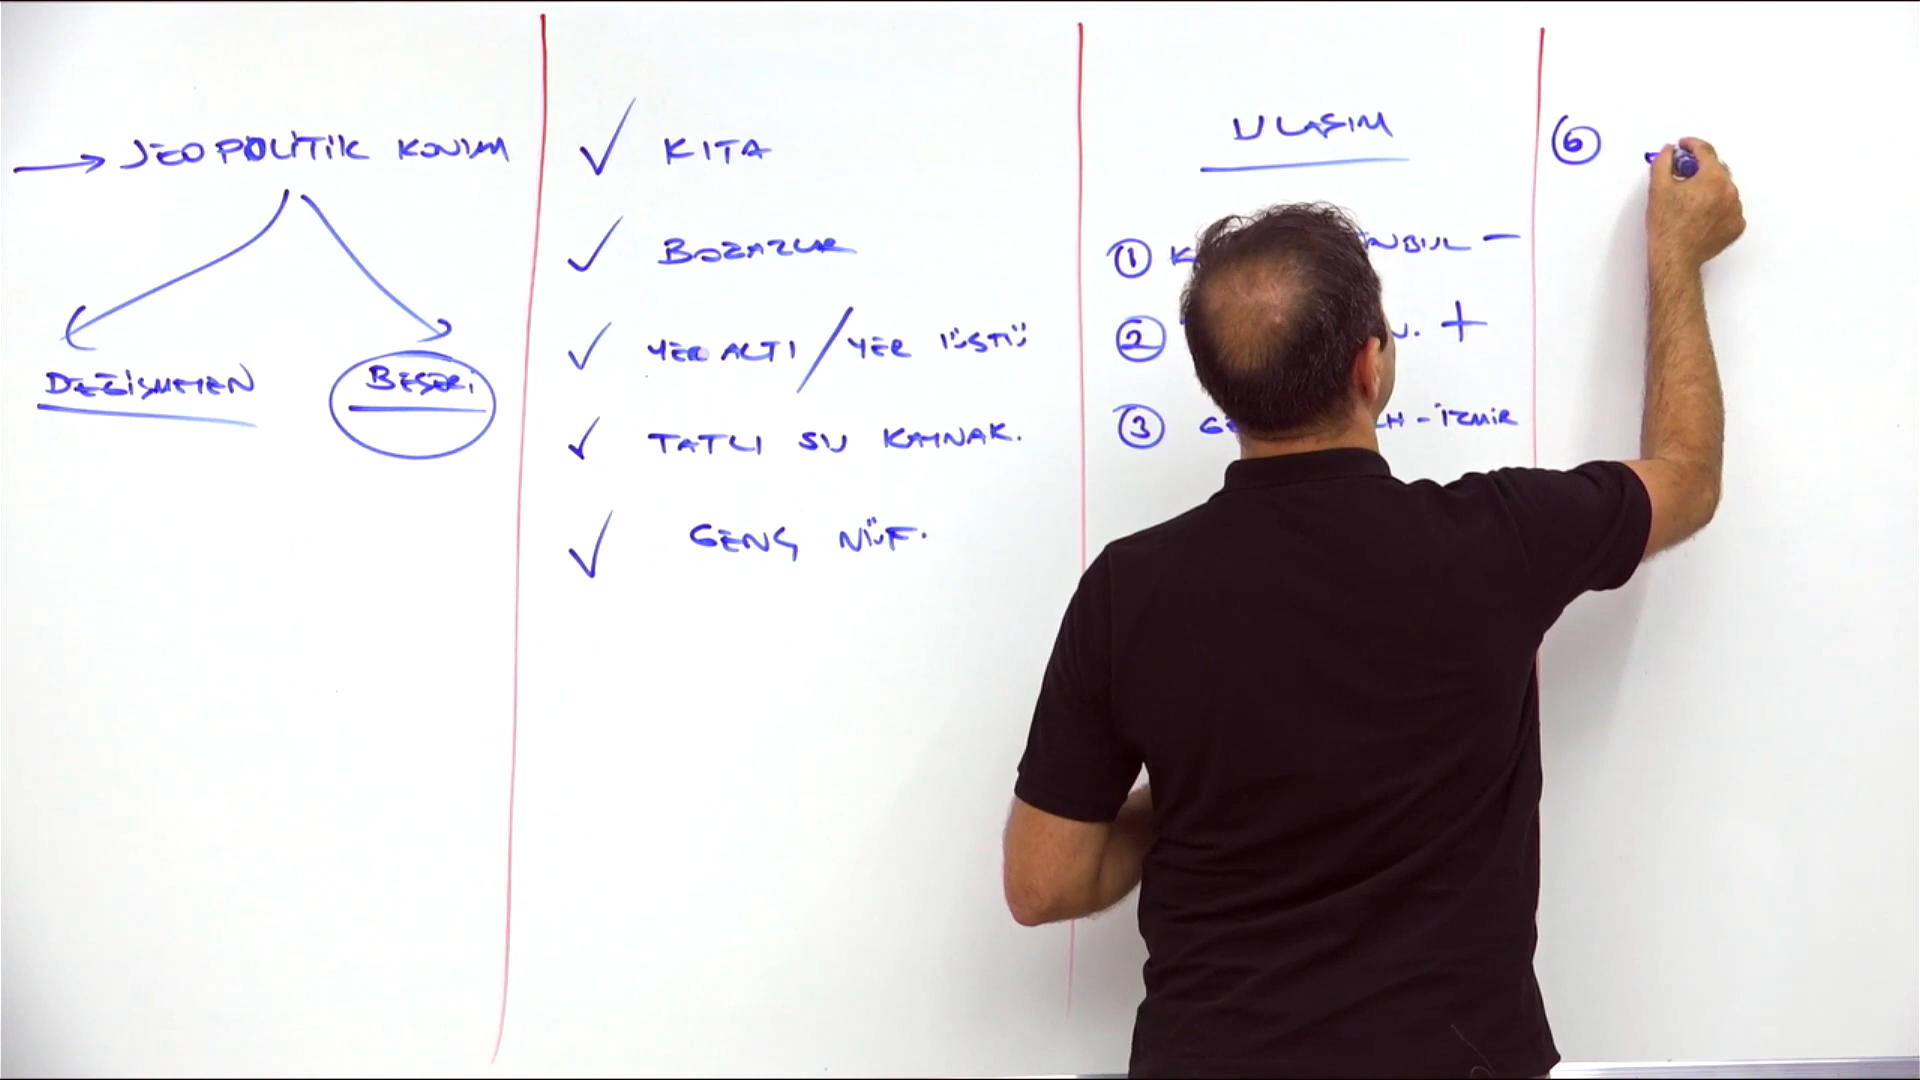 → JEOPOLİTİK KONUM
DEĞİŞMEYEN
BEŞERİ
✓ KITA
✓ BOĞAZLAR
✓ YER ALTI / YER ÜSTÜ
✓ TATLI SU KAYNAK.
✓ GENÇ NÜF.
ULAŞIM
① K NBUL -
② . +
③ - İZMİR
⑥